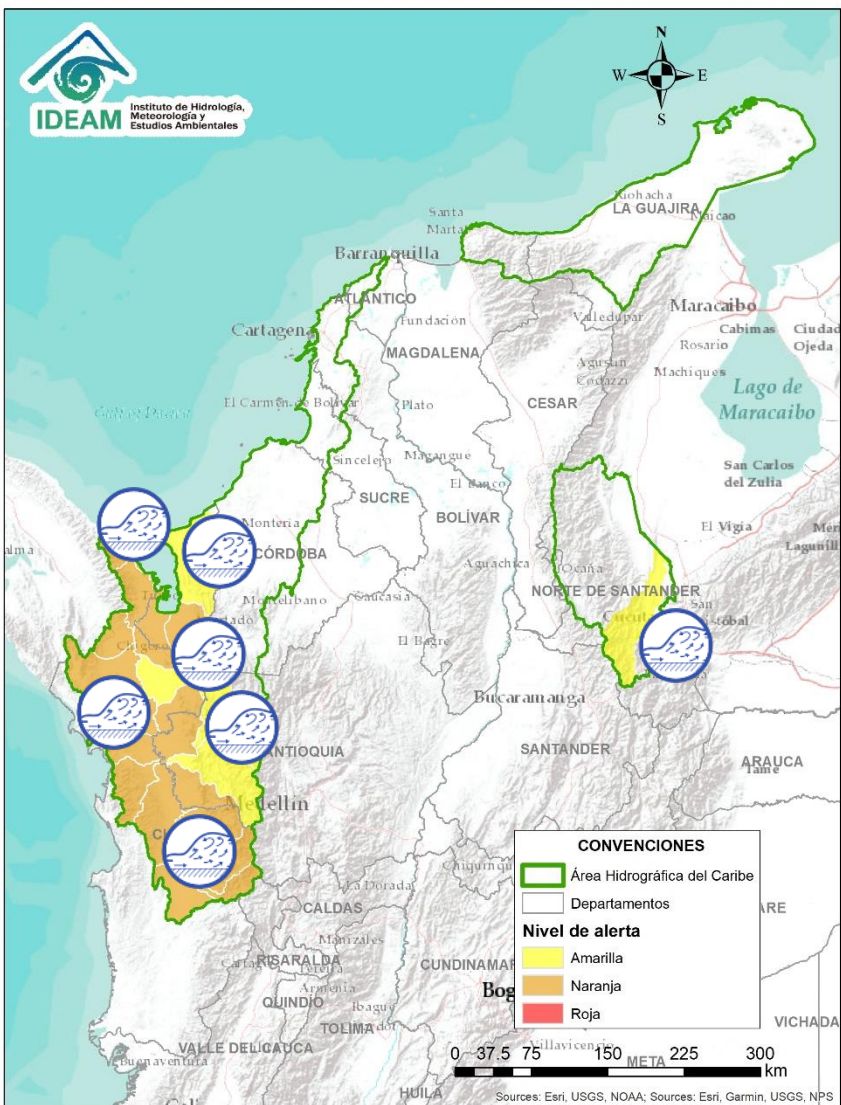 IDEAM
Instituto de Hidrología,
Meteorología y
Estudios Ambientales
N
W
E
S
Riohacha
LA GUAJIRA
Maicao
Santa
Marta
Barranquilla
ATLÁNTICO
Fundación
Cartagena
MAGDALENA
Valledupar
Maracaibo
Cabimas
Ciudad
Ojeda
Rosario
Machiques
Agustín
Codazzi
Lago de
Maracaibo
CESAR
El Carmen de Bolívar
Plato
Sincelejo
Magangue
San Carlos
del Zulia
SUCRE
El Banco
BOLÍVAR
Montería
CÓRDOBA
El Vigía
Aguachica
Ocaña
NORTE DE SANTANDER
Montelíbano
Caucasia
San
El Bagre
Bucaramanga
ANTIOQUIA
SANTANDER
ARAUCA
Tame
Medellín
La Dorada
CALDAS
Manizales
RISARALDA
Pereira
Armenia
QUINDÍO
Ibague
TOLIMA
VALLE DEL CAUCA
Buenaventura
HUILA
Villavicencio
META
VICHADA
CONVENCIONES
Área Hidrográfica del Caribe
Departamentos
Nivel de alerta
Amarilla
Naranja
Roja
0 37.5 75 150 225 300
km
Sources: Esri, USGS, NOAA; Sources: Esri, Garmin, USGS, NPS